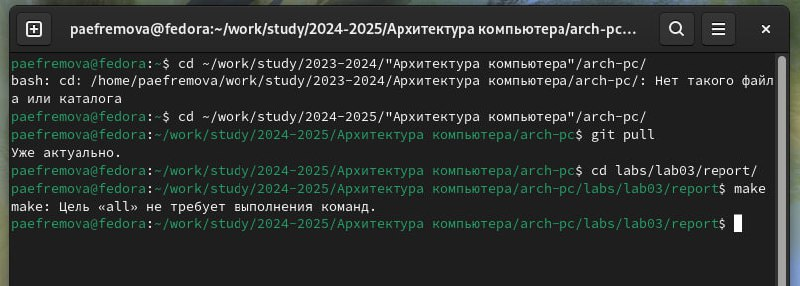 paefremova@fedora:~/work/study/2024-2025/Архитектура компьютера/arch-pc...
paefremova@fedora:~$ cd ~/work/study/2023-2024/"Архитектура компьютера"/arch-pc/
bash: cd: /home/paefremova/work/study/2023-2024/Архитектура компьютера/arch-pc/: Нет такого файл
а или каталога
paefremova@fedora:~$ cd ~/work/study/2024-2025/"Архитектура компьютера"/arch-pc/
paefremova@fedora:~/work/study/2024-2025/Архитектура компьютера/arch-pc$ git pull
Уже актуально.
paefremova@fedora:~/work/study/2024-2025/Архитектура компьютера/arch-pc$ cd labs/lab03/report/
paefremova@fedora:~/work/study/2024-2025/Архитектура компьютера/arch-pc/labs/lab03/report$ make
make: Цель «all» не требует выполнения команд.
paefremova@fedora:~/work/study/2024-2025/Архитектура компьютера/arch-pc/labs/lab03/report$